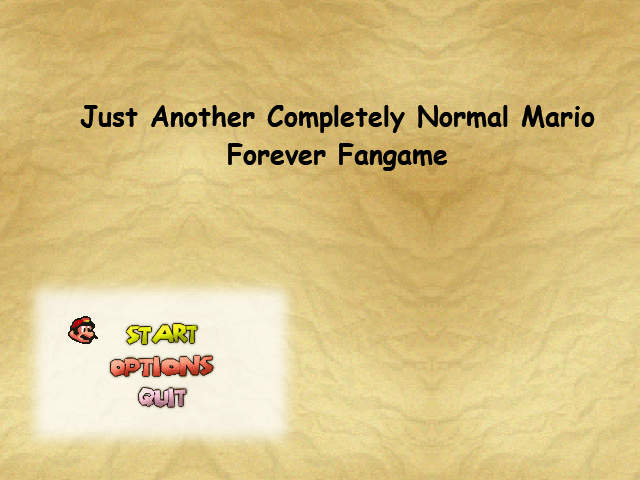 Just Another Completely Normal Mario
Forever Fangame
START
OPTIONS
QUIT